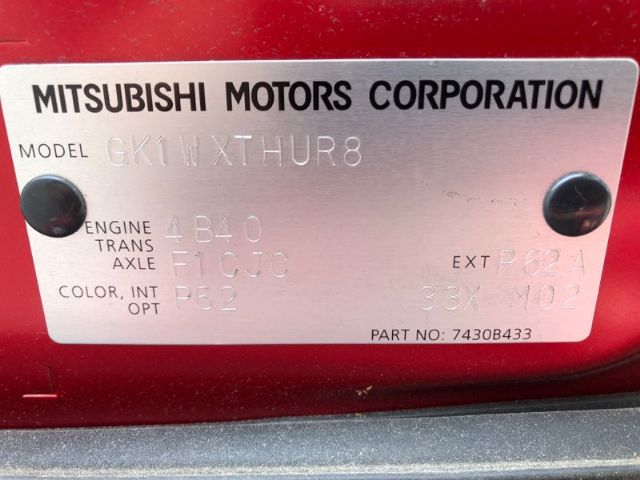 MITSUBISHI MOTORS CORPORATION
MODEL GK1WXTHUR8
ENGINE 4B40
TRANS
AXLE F1CJC EXT P62A
COLOR, INT P52 33X M02
OPT
PART NO: 7430B433